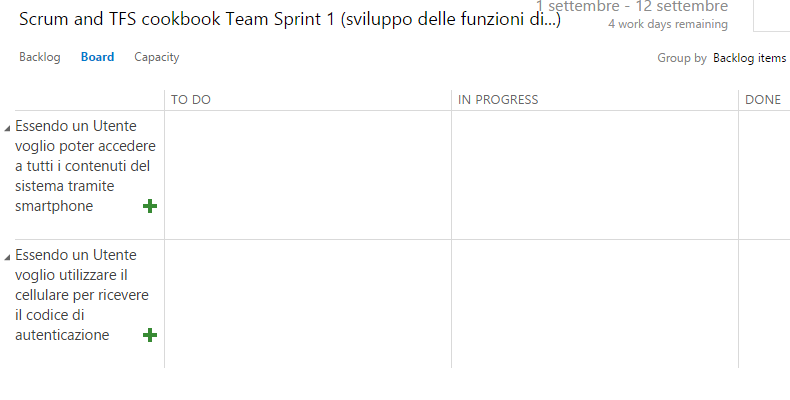 1 settembre - 12 settembre
Scrum and TFS cookbook Team Sprint 1 (sviluppo delle funzioni di...)
4 work days remaining
Backlog Board Capacity
Group by Backlog items
TO DO IN PROGRESS DONE
Essendo un Utente
voglio poter accedere
a tutti i contenuti del
sistema tramite
smartphone
Essendo un Utente
voglio utilizzare il
cellulare per ricevere
il codice di
autenticazione